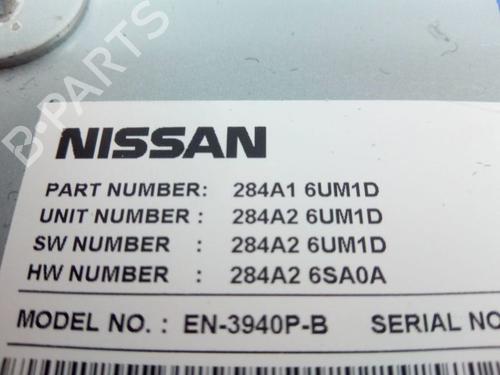 B-PARTS
NISSAN
PART NUMBER: 284A1 6UM1D
UNIT NUMBER : 284A2 6UM1D
SW NUMBER : 284A2 6UM1D
HW NUMBER : 284A2 6SA0A
MODEL NO. : EN-3940P-B SERIAL NO